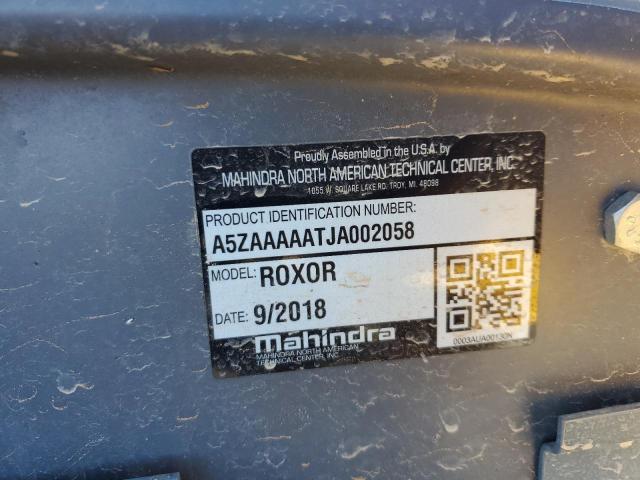 Proudly Assembled in the U.S.A. by
MAHINDRA NORTH AMERICAN TECHNICAL CENTER, INC.
1055 W. SQUARE LAKE RD. TROY, MI. 48098
PRODUCT IDENTIFICATION NUMBER:
A5ZAAAAATJA002058
MODEL: ROXOR
DATE: 9/2018
mahindra
MAHINDRA NORTH AMERICAN
TECHNICAL CENTER, INC.
0003AUA00130N